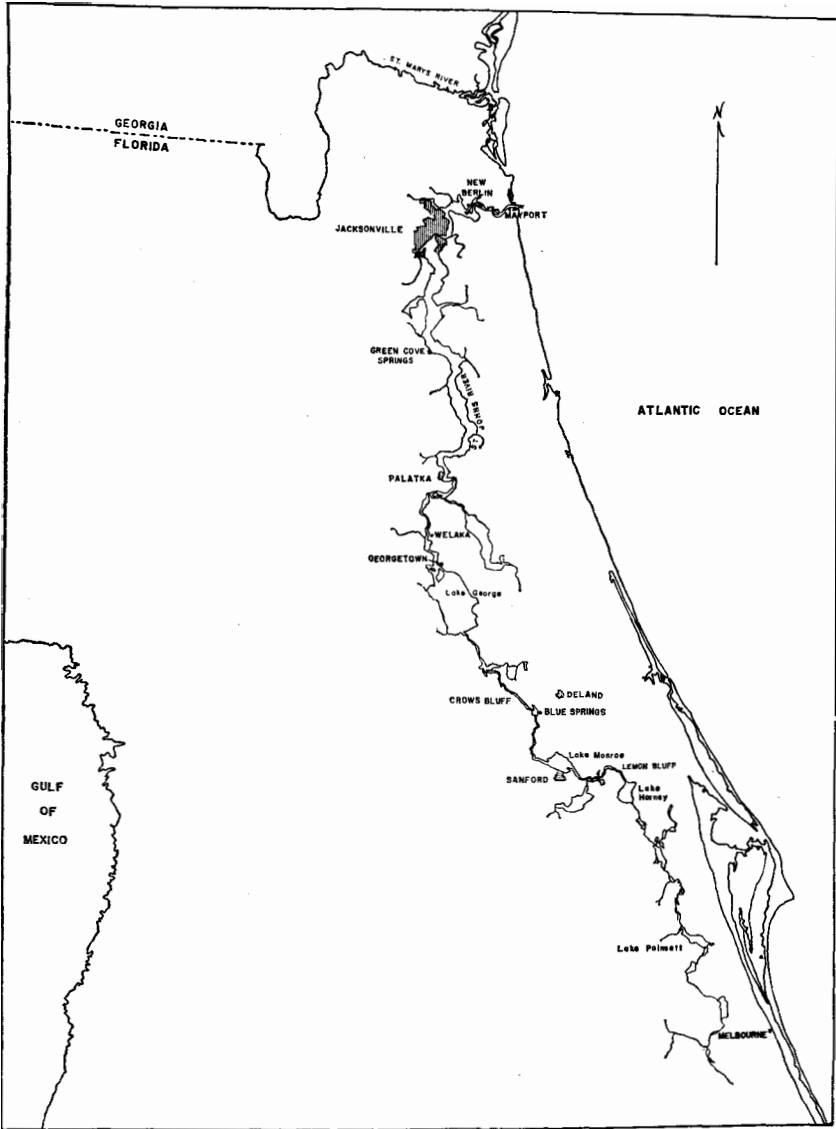 ST. MARYS RIVER
N
GEORGIA
FLORIDA
NEW
BERLIN
MAYPORT
JACKSONVILLE
GREEN COVE
SPRINGS
ST. JOHNS RIVER
ATLANTIC OCEAN
PALATKA
WELAKA
GEORGETOWN
Lake George
DELAND
CROWS BLUFF
BLUE SPRINGS
Lake Monroe
LEMON BLUFF
SANFORD
Lake
Harney
GULF
OF
MEXICO
Lake Poinsett
MELBOURNE